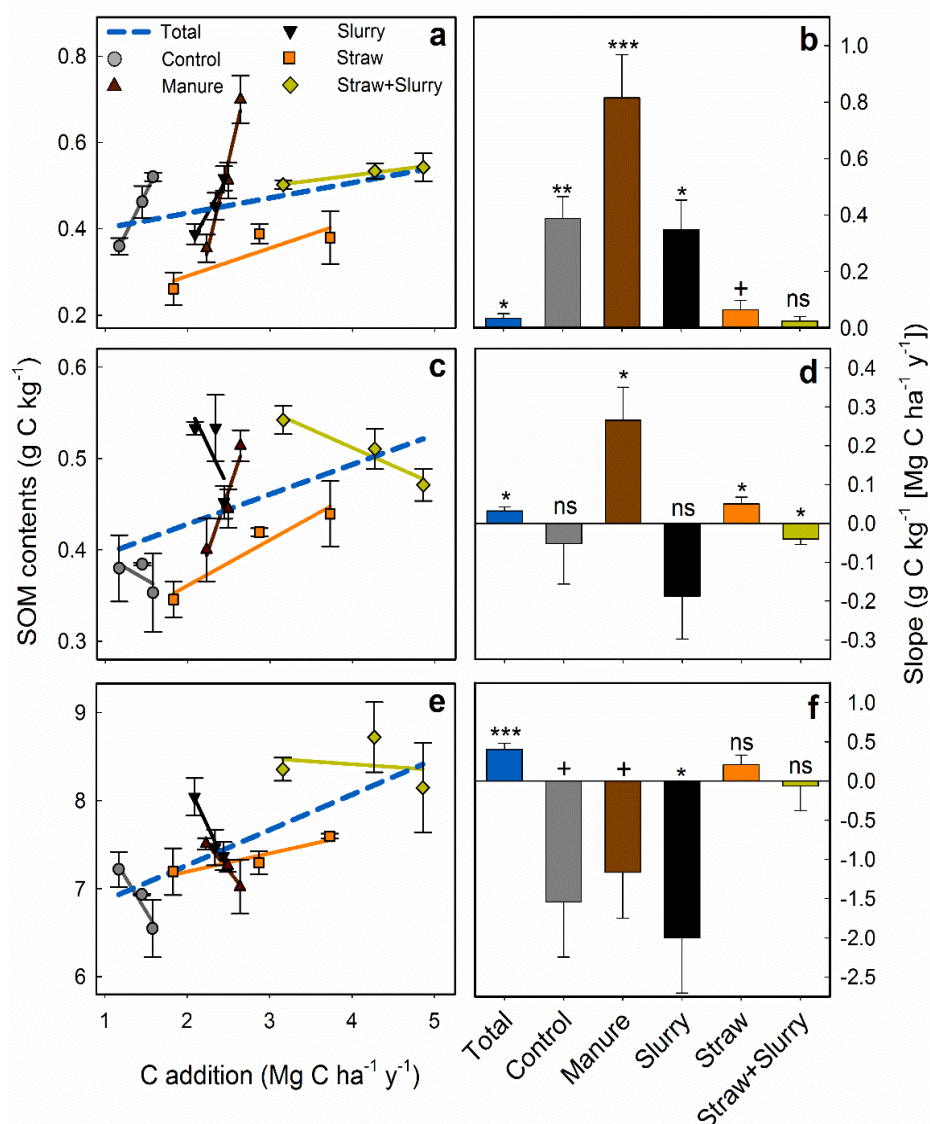 Total
Control
Manure
Slurry
Straw
Straw+Slurry
a
0.8
0.6
0.4
0.2
b
*
**
***
*
+
ns
1.0
0.8
0.6
0.4
0.2
0.0
c
0.6
0.5
0.4
0.3
d
*
ns
*
ns
*
*
0.4
0.3
0.2
0.1
0.0
-0.1
-0.2
-0.3
e
9
8
7
6
f
***
+
+
*
ns
ns
1.0
0.5
0.0
-0.5
-1.0
-1.5
-2.0
-2.5
SOM contents (g C kg⁻¹)
Slope (g C kg⁻¹ [Mg C ha⁻¹ y⁻¹])
1 2 3 4 5
C addition (Mg C ha⁻¹ y⁻¹)
Total
Control
Manure
Slurry
Straw
Straw+Slurry